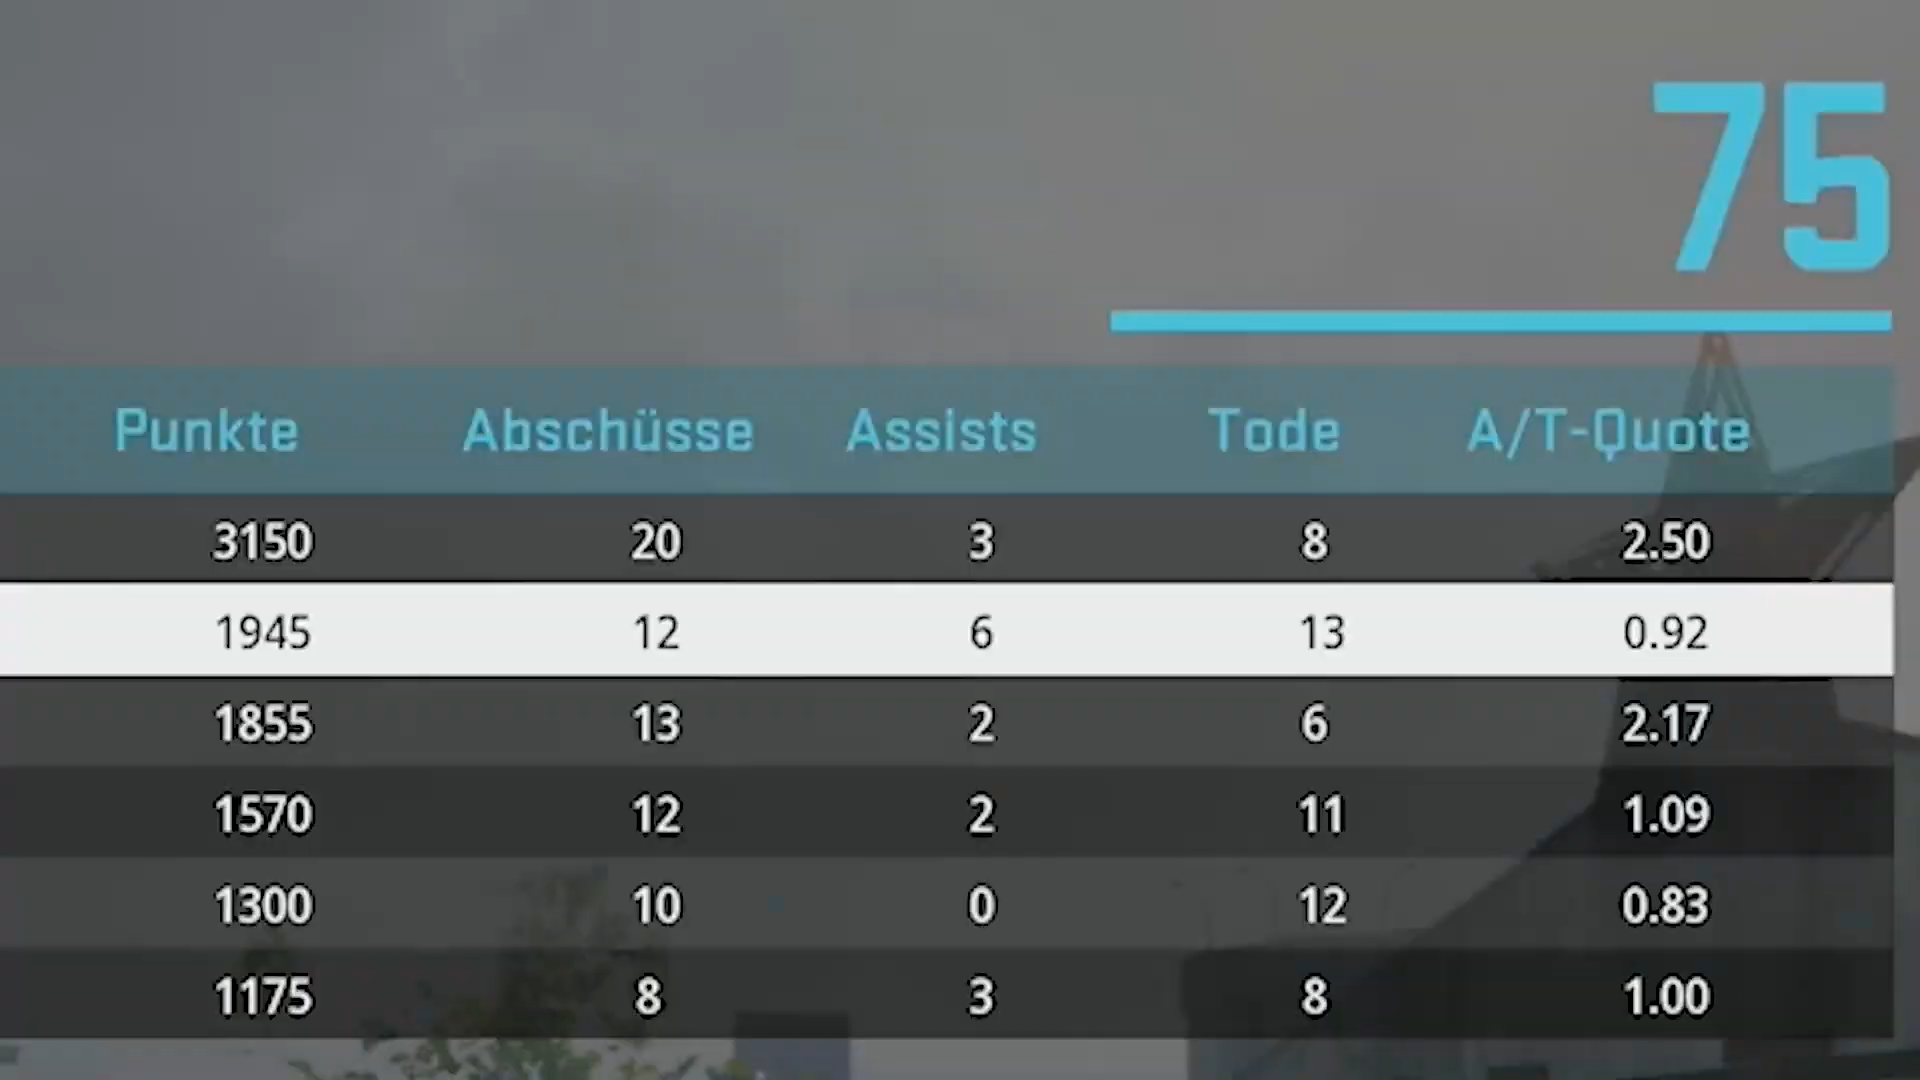 75
Punkte Abschüsse Assists Tode A/T-Quote
3150 20 3 8 2.50
1945 12 6 13 0.92
1855 13 2 6 2.17
1570 12 2 11 1.09
1300 10 0 12 0.83
1175 8 3 8 1.00